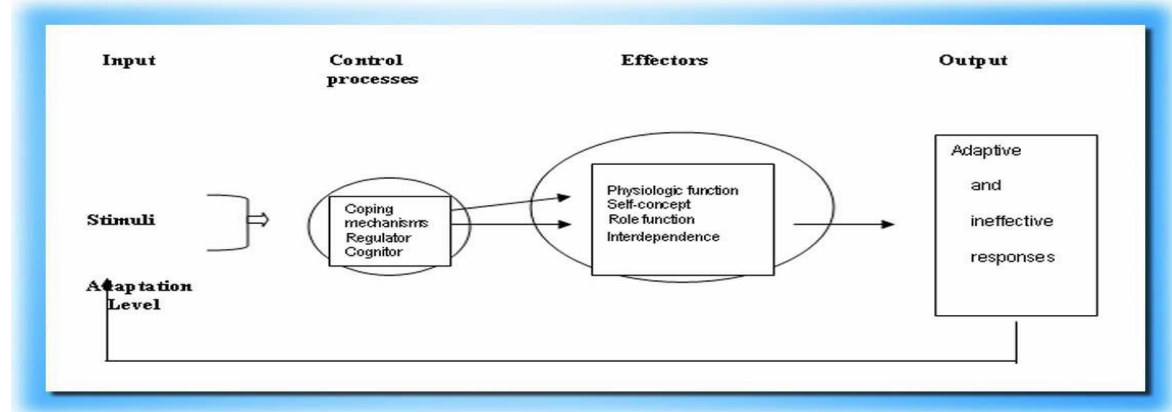 Input
Control
processes
Effectors
Output
Stimuli
Adaptation
Level
Coping
mechanisms
Regulator
Cognitor
Physiologic function
Self-concept
Role function
Interdependence
Adaptive
and
ineffective
responses